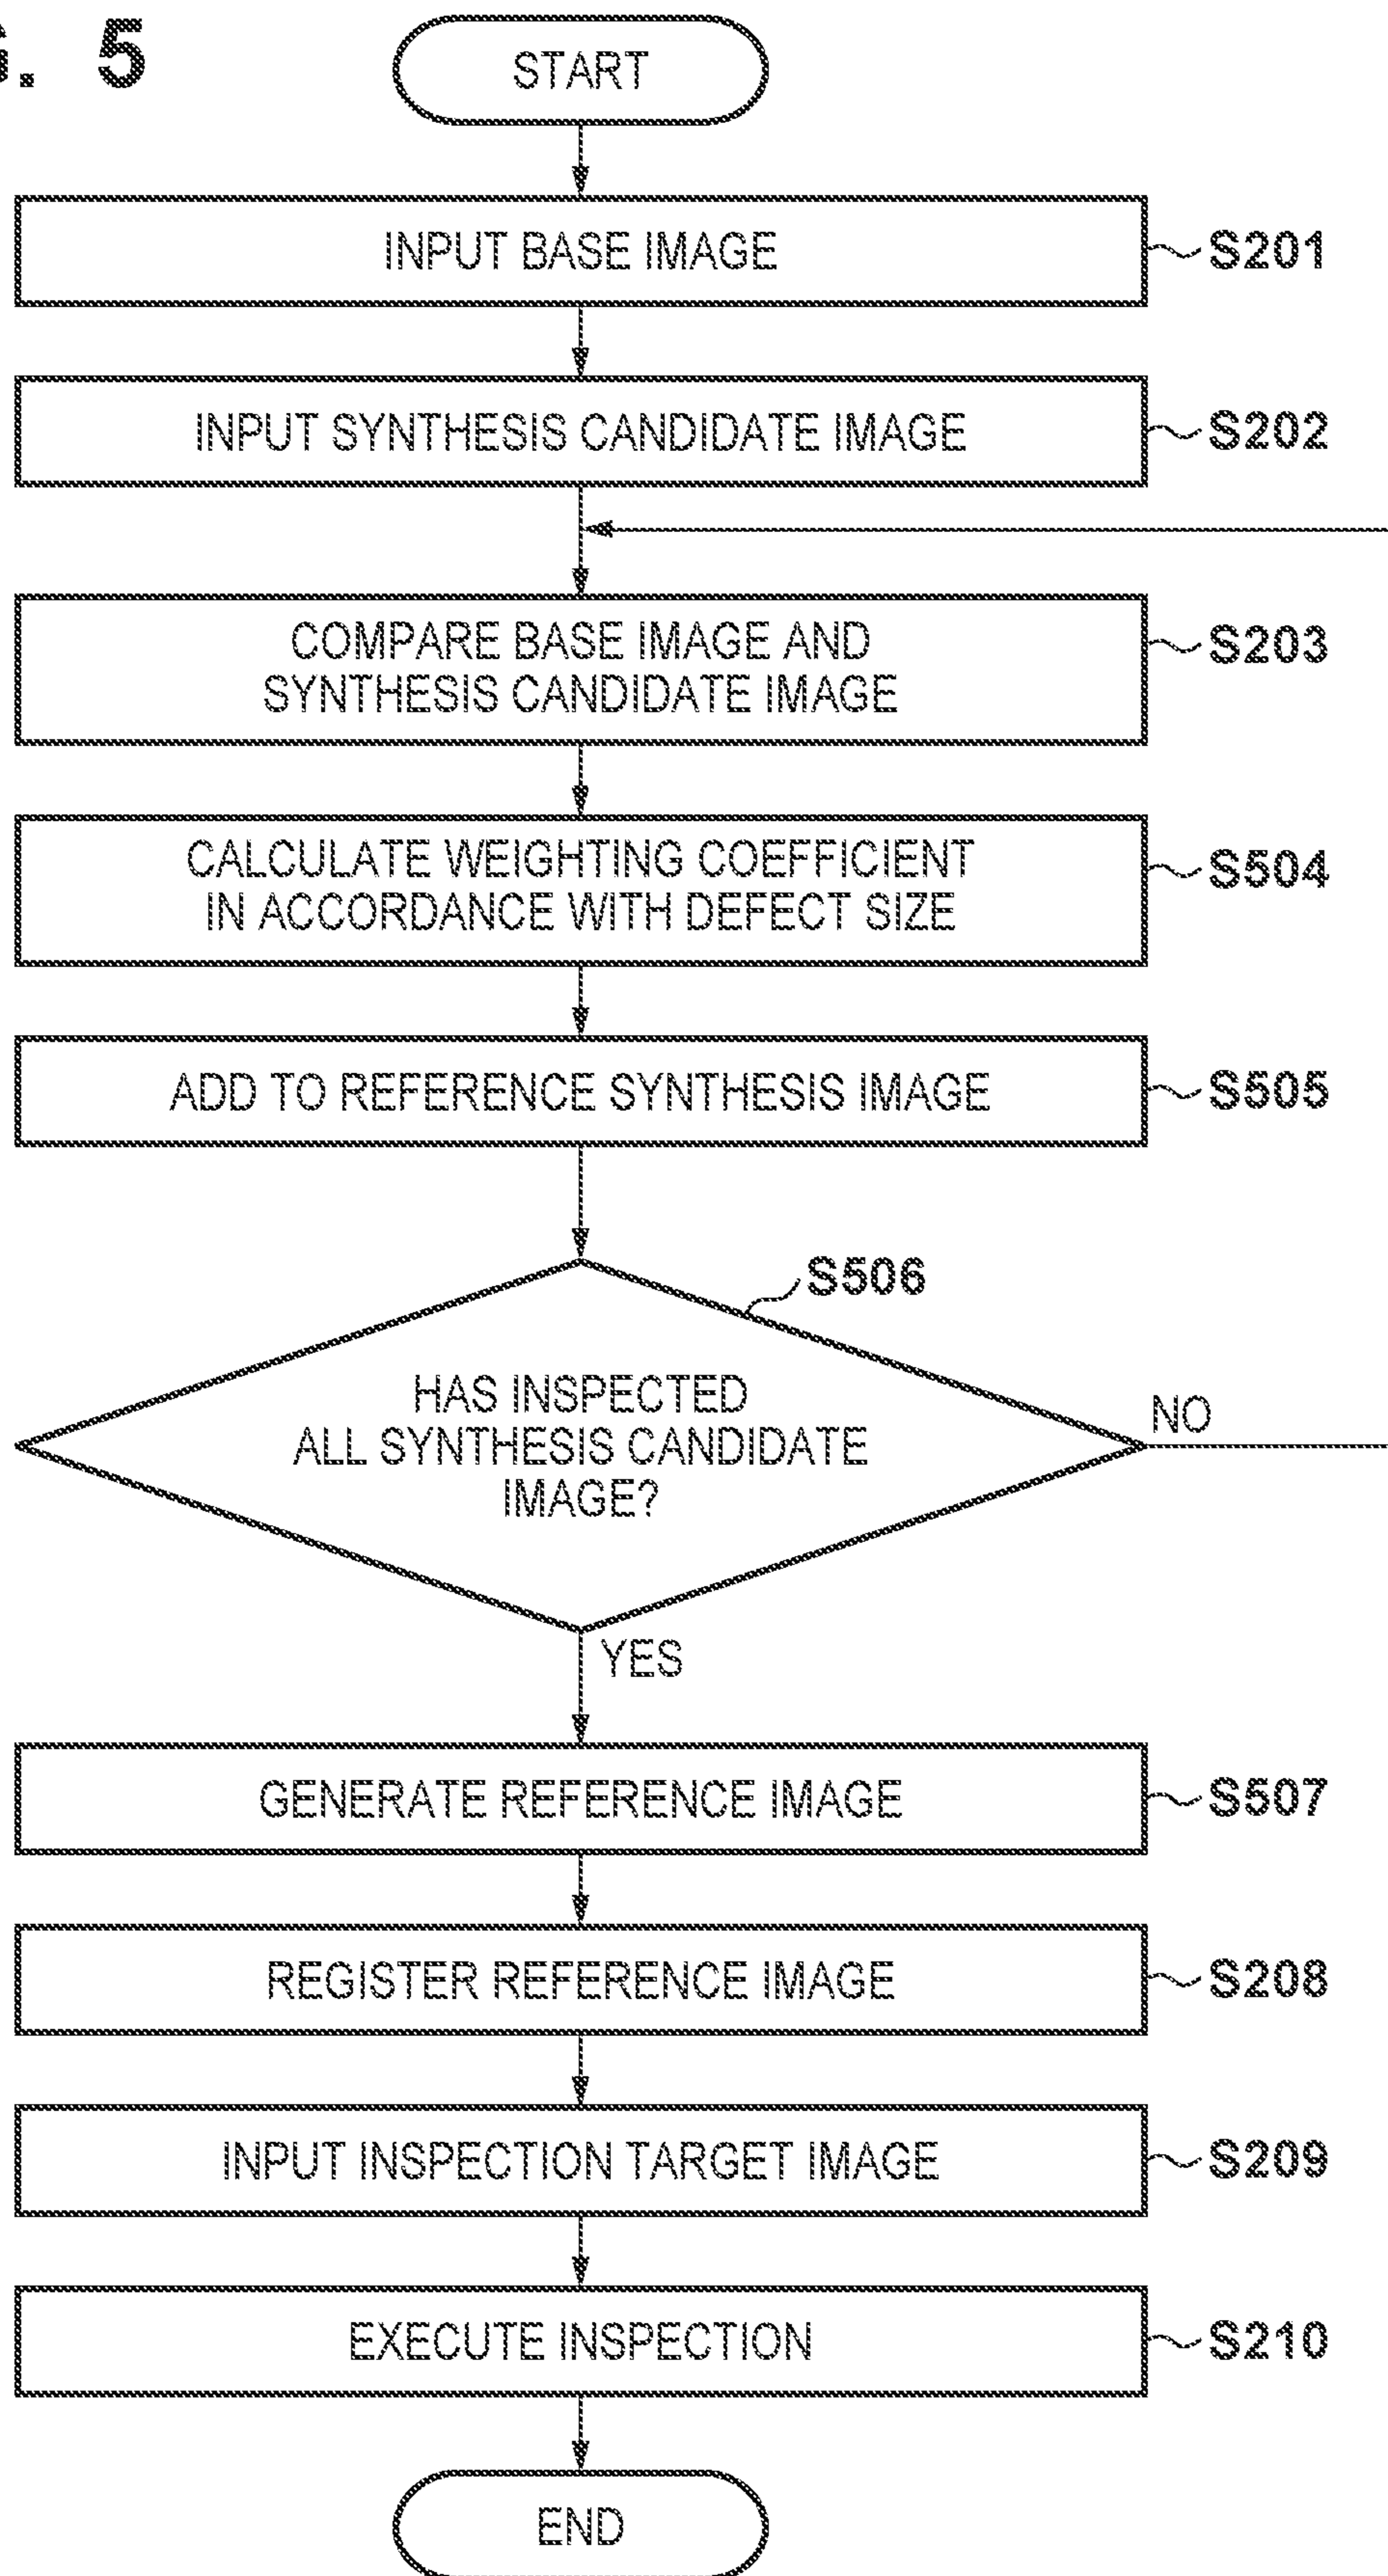 G. 5
START
INPUT BASE IMAGE
S201
INPUT SYNTHESIS CANDIDATE IMAGE
S202
COMPARE BASE IMAGE AND
SYNTHESIS CANDIDATE IMAGE
S203
CALCULATE WEIGHTING COEFFICIENT
IN ACCORDANCE WITH DEFECT SIZE
S504
ADD TO REFERENCE SYNTHESIS IMAGE
S505
S506
HAS INSPECTED
ALL SYNTHESIS CANDIDATE
IMAGE?
NO
YES
GENERATE REFERENCE IMAGE
S507
REGISTER REFERENCE IMAGE
S208
INPUT INSPECTION TARGET IMAGE
S209
EXECUTE INSPECTION
S210
END